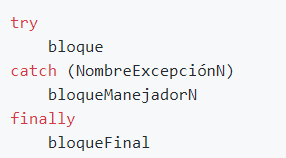 try
    bloque
catch (NombreExcepciónN)
    bloqueManejadorN
finally
    bloqueFinal